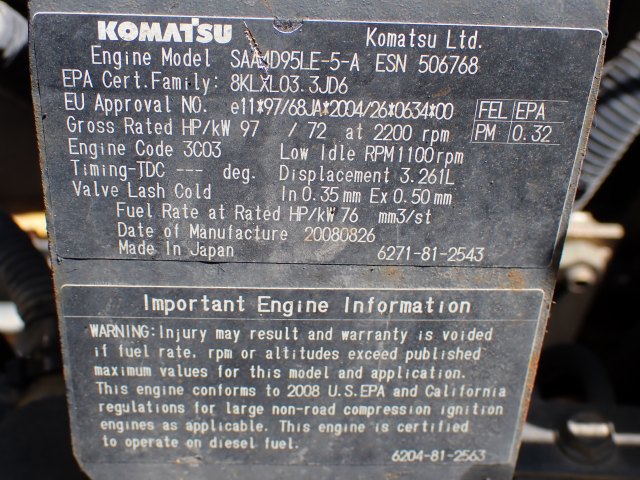 KOMATSU Komatsu Ltd.
Engine Model SAA4D95LE-5-A ESN 506768
EPA Cert.Family: 8KLXL03.3JD6
EU Approval NO. e11*97/68JA*2004/26*0634*00 FEL EPA
Gross Rated HP/kW 97 / 72 at 2200 rpm PM 0.32
Engine Code 3C03 Low Idle RPM1100rpm
Timing-TDC --- deg. Displacement 3.261L
Valve Lash Cold In 0.35 mm Ex 0.50 mm
Fuel Rate at Rated HP/kW 76 mm3/st
Date of Manufacture 20080826
Made In Japan 6271-81-2543
Important Engine Information
WARNING: Injury may result and warranty is voided
if fuel rate, rpm or altitudes exceed published
maximum values for this model and application.
This engine conforms to 2008 U.S.EPA and California
regulations for large non-road compression ignition
engines as applicable. This engine is certified
to operate on diesel fuel.
6204-81-2563